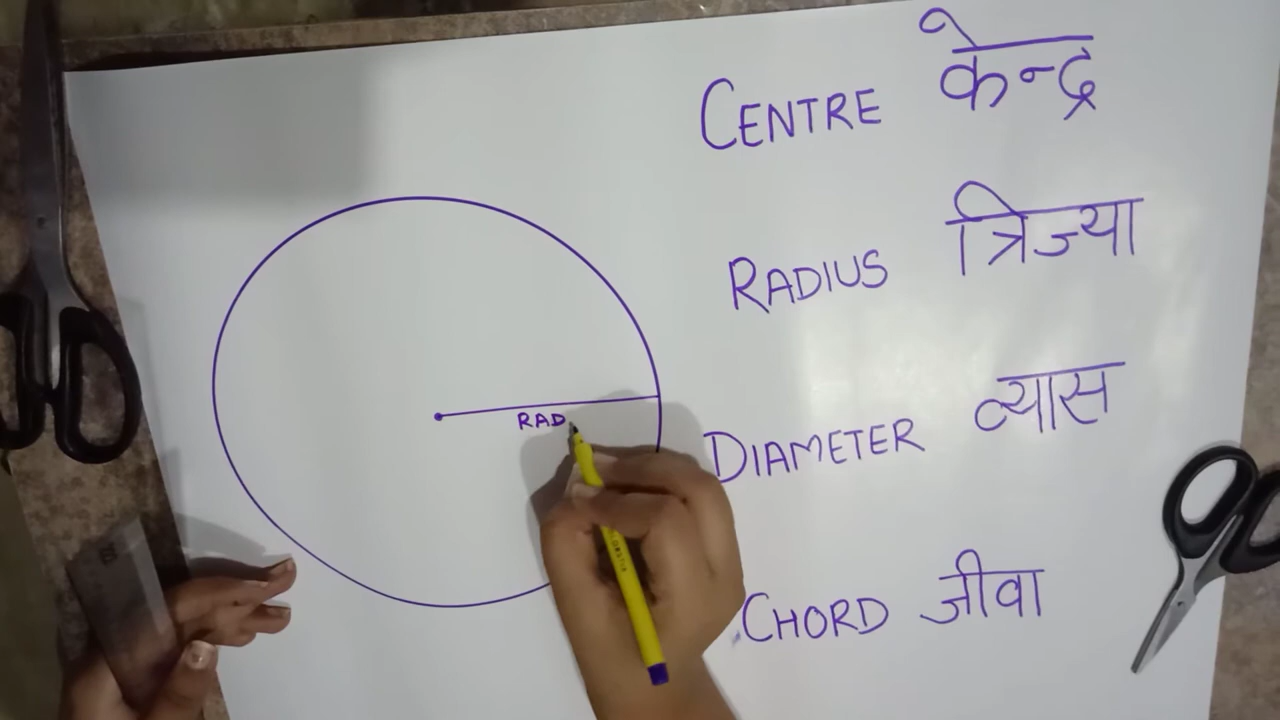 CENTRE केन्द्र
RADIUS त्रिज्या
RAD
DIAMETER व्यास
CHORD जीवा